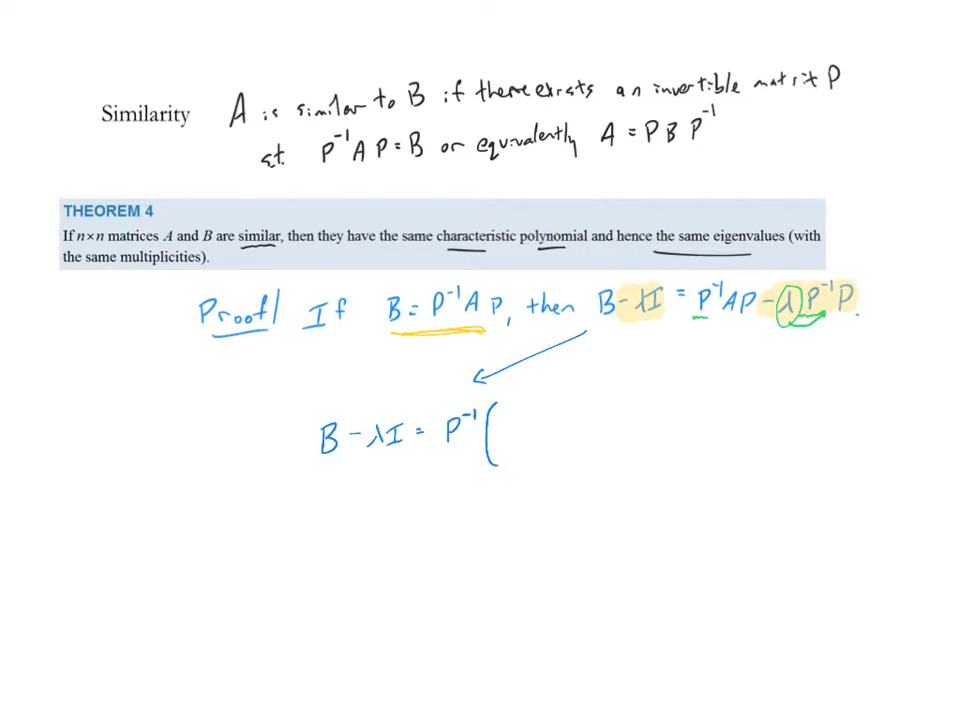 Similarity A is similar to B if there exists an invertible matrix P
st. P⁻¹AP = B or equivalently A = PBP⁻¹
THEOREM 4
If n×n matrices A and B are similar, then they have the same characteristic polynomial and hence the same eigenvalues (with
the same multiplicities).
Proof/ If B = P⁻¹AP, then B - λI = P⁻¹AP - λP⁻¹P.
B - λI = P⁻¹(